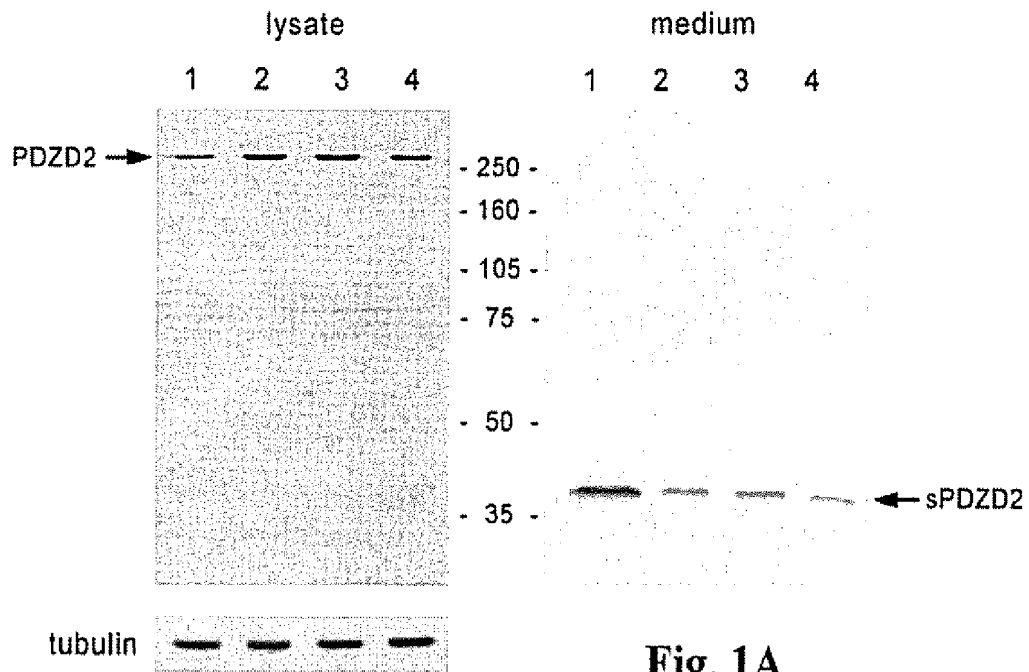 lysate
medium
1 2 3 4
1 2 3 4
PDZD2
- 250 -
- 160 -
- 105 -
- 75 -
- 50 -
- 35 -
sPDZD2
tubulin
Fig. 1A